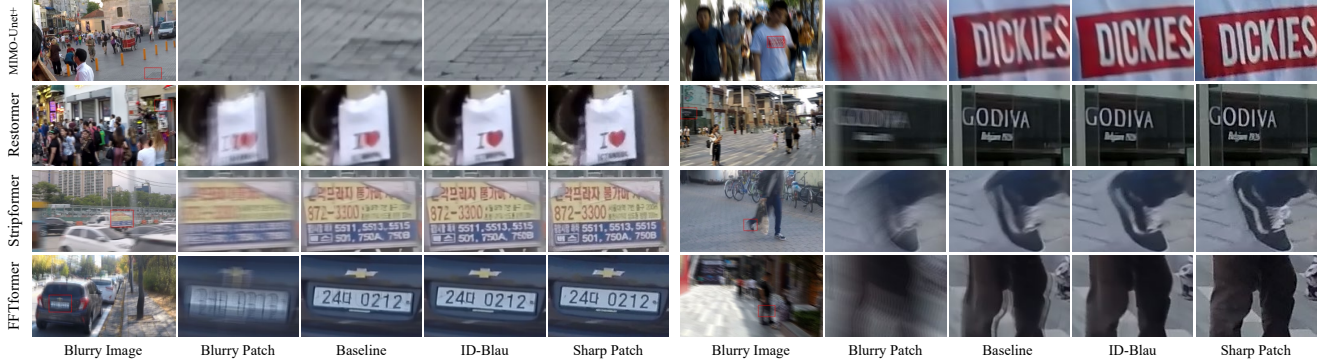 MIMO-Unet+
DICKIES DICKIES DICKIES
Restormer
I ❤ I ❤ I ❤ I ❤
GODIVA GODIVA GODIVA
Belgium 1926 Belgium 1926 Belgium 1926
Stripformer
872-3300 872-3300 872-3300
5511, 5513, 5515 5511, 5513, 5515 5511, 5513, 5515
501, 750A, 750B 501, 750A, 750B 501, 750A, 750B
FFTformer
24다 0212 24다 0212 24다 0212
Blurry Image Blurry Patch Baseline ID-Blau Sharp Patch Blurry Image Blurry Patch Baseline ID-Blau Sharp Patch